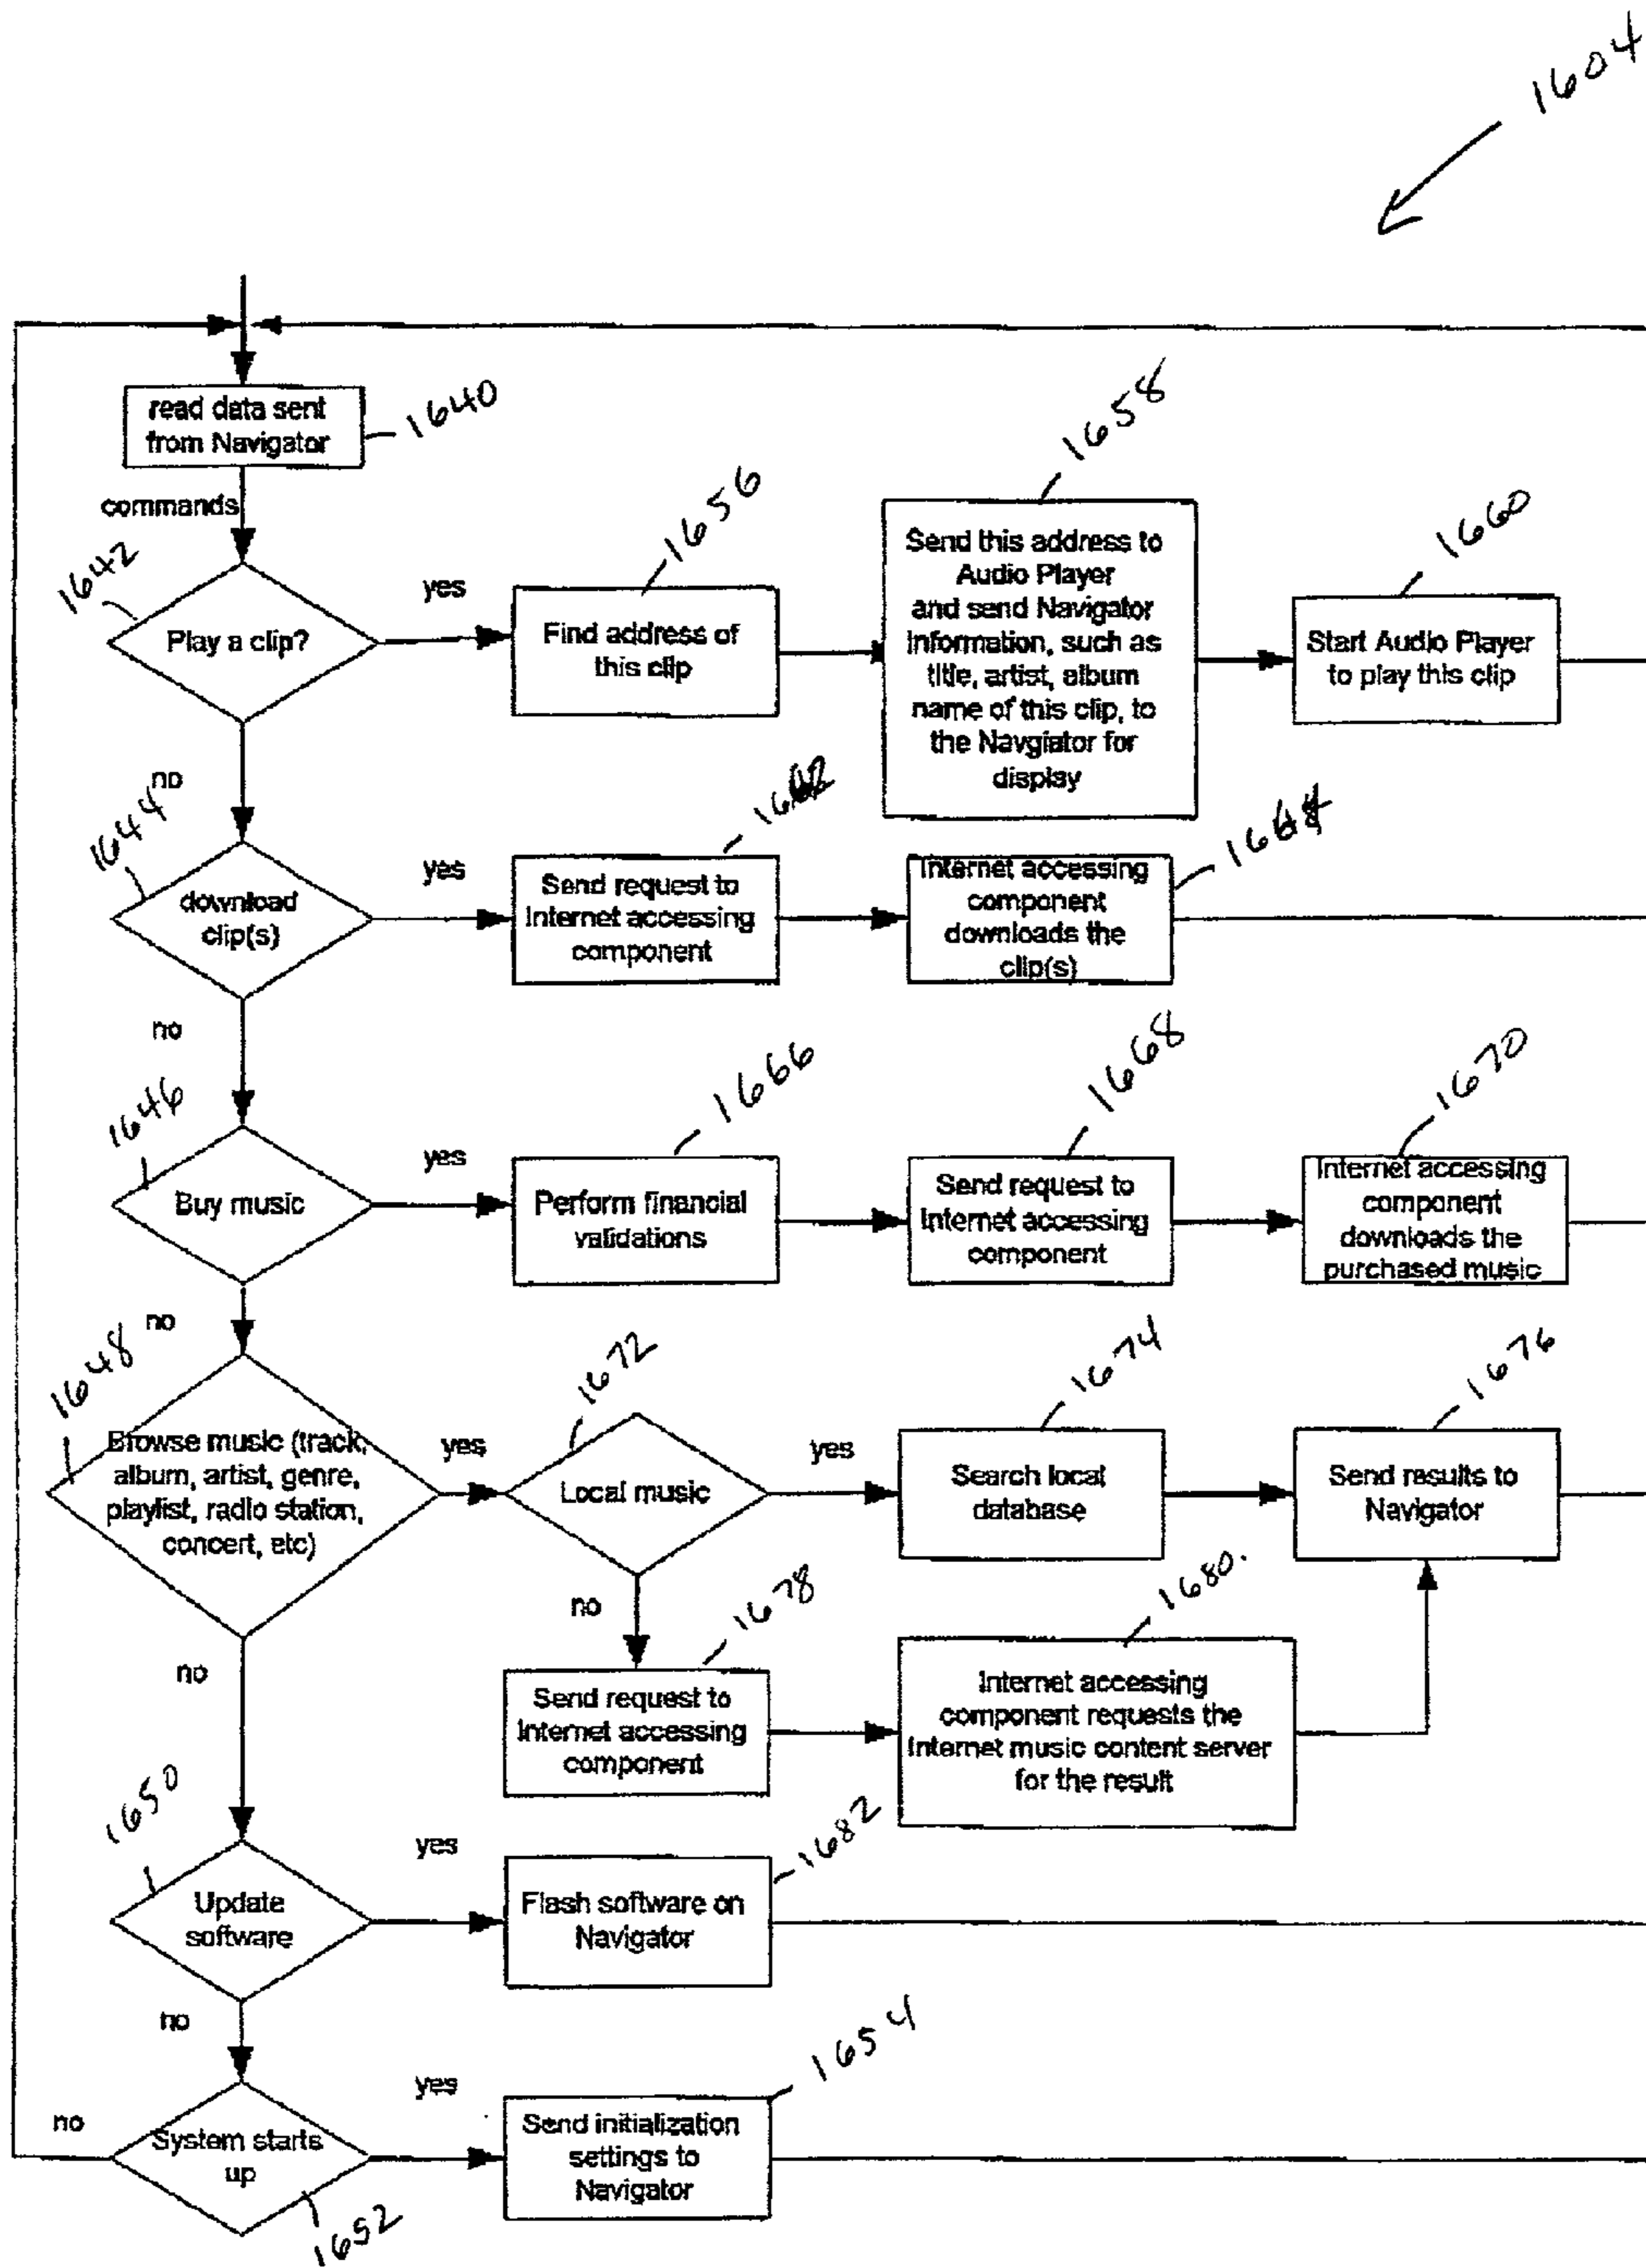 1604
read data sent
from Navigator
1640
commands
1642
Play a clip?
yes
1656
Find address of
this clip
1658
Send this address to
Audio Player
and send Navigator
Information, such as
title, artist, album
name of this clip, to
the Navgiator for
display
1660
Start Audio Player
to play this clip
no
1644
download
clip(s)
yes
Send request to
Internet accessing
component
Internet accessing
component
downloads the
clip(s)
no
1646
Buy music
yes
1666
Perform financial
validations
1668
Send request to
Internet accessing
component
1670
Internet accessing
component
downloads the
purchased music
no
1648
Browse music (track,
album, artist, genre,
playlist, radio station,
concert, etc)
yes
1672
Local music
yes
1674
Search local
database
1676
Send results to
Navigator
no
1678
Send request to
Internet accessing
component
1680.
Internet accessing
component requests the
Internet music content server
for the result
no
1650
Update
software
yes
1682
Flash software on
Navigator
no
System starts
up
1652
no
yes
1654
Send initialization
settings to
Navigator